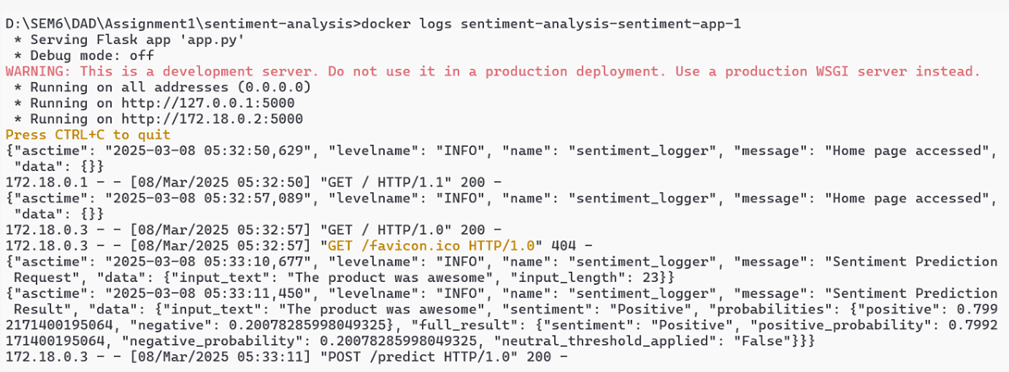 D:\SEM6\DAD\Assignment1\sentiment-analysis>docker logs sentiment-analysis-sentiment-app-1
 * Serving Flask app 'app.py'
 * Debug mode: off
WARNING: This is a development server. Do not use it in a production deployment. Use a production WSGI server instead.
 * Running on all addresses (0.0.0.0)
 * Running on http://127.0.0.1:5000
 * Running on http://172.18.0.2:5000
Press CTRL+C to quit
{"asctime": "2025-03-08 05:32:50,629", "levelname": "INFO", "name": "sentiment_logger", "message": "Home page accessed",
 "data": {}}
172.18.0.1 - - [08/Mar/2025 05:32:50] "GET / HTTP/1.1" 200 -
{"asctime": "2025-03-08 05:32:57,089", "levelname": "INFO", "name": "sentiment_logger", "message": "Home page accessed",
 "data": {}}
172.18.0.3 - - [08/Mar/2025 05:32:57] "GET / HTTP/1.0" 200 -
172.18.0.3 - - [08/Mar/2025 05:32:57] "GET /favicon.ico HTTP/1.0" 404 -
{"asctime": "2025-03-08 05:33:10,677", "levelname": "INFO", "name": "sentiment_logger", "message": "Sentiment Prediction
 Request", "data": {"input_text": "The product was awesome", "input_length": 23}}
{"asctime": "2025-03-08 05:33:11,450", "levelname": "INFO", "name": "sentiment_logger", "message": "Sentiment Prediction
 Result", "data": {"input_text": "The product was awesome", "sentiment": "Positive", "probabilities": {"positive": 0.799
21714001950​64, "negative": 0.20078285998049325}, "full_result": {"sentiment": "Positive", "positive_probability": 0.7992
171400195064, "negative_probability": 0.20078285998049325, "neutral_threshold_applied": "False"}}}
172.18.0.3 - - [08/Mar/2025 05:33:11] "POST /predict HTTP/1.0" 200 -